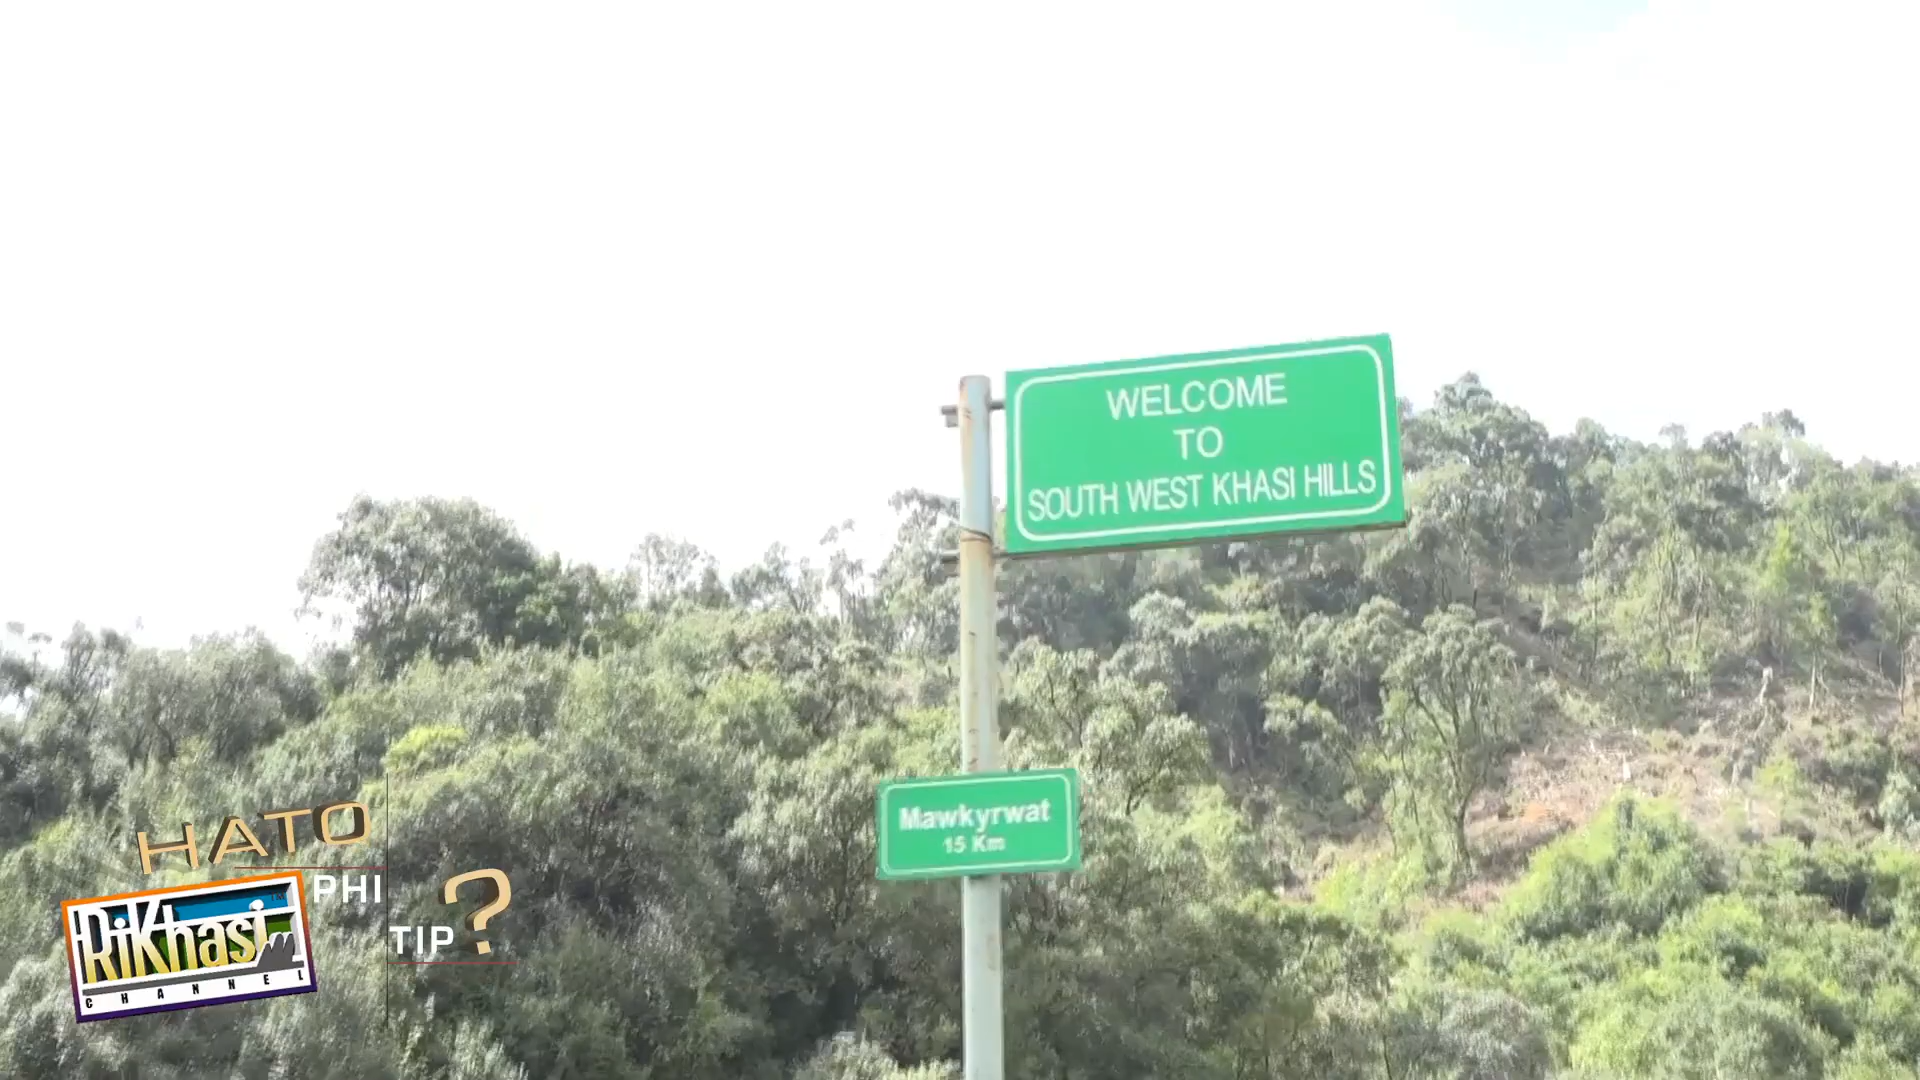 WELCOME
TO
SOUTH WEST KHASI HILLS
Mawkyrwat
15 Km
HATO
PHI
TIP ?
RiKhasi
CHANNEL